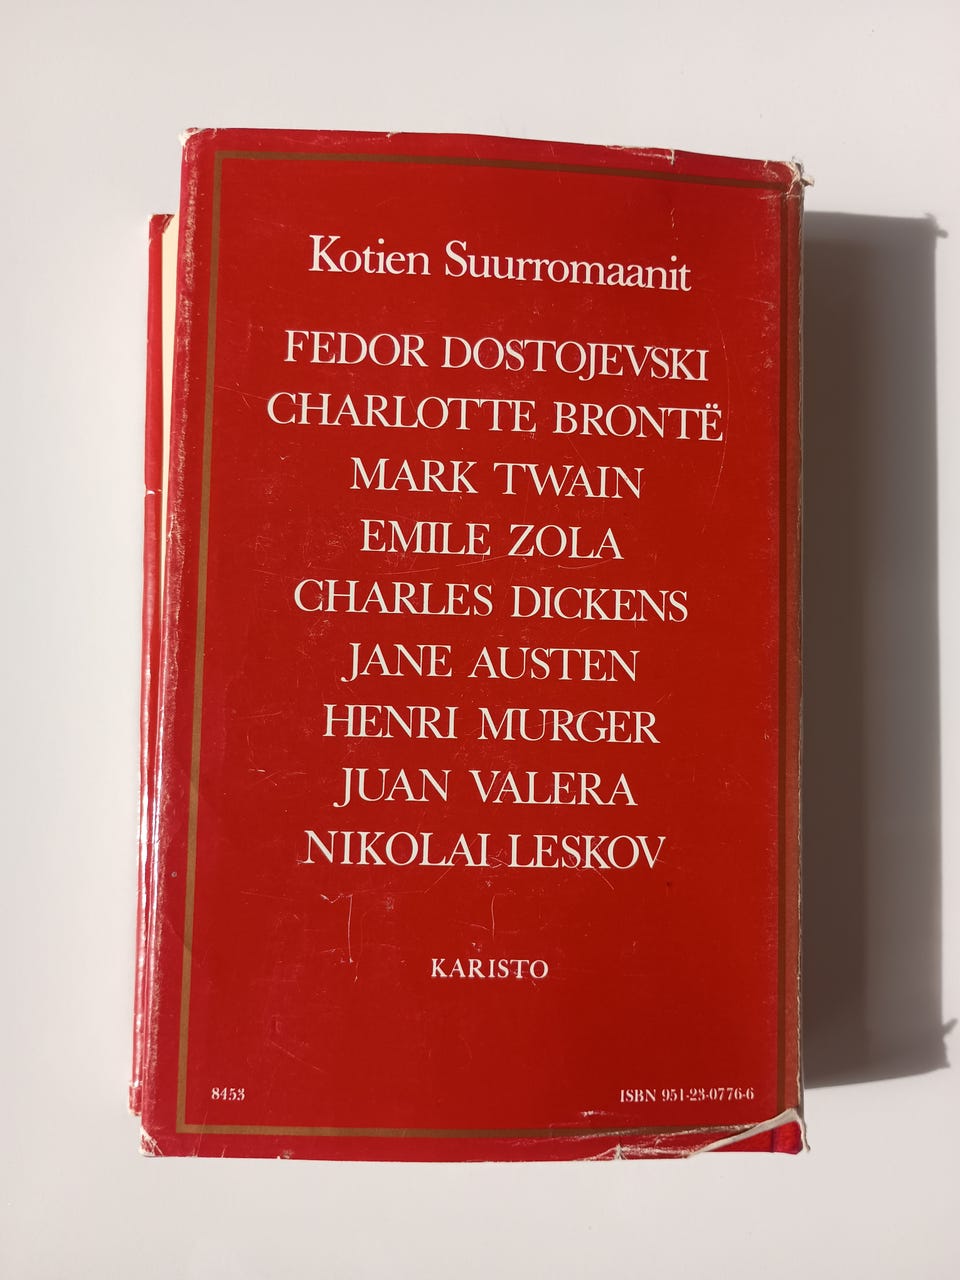 Kotien Suurromaanit
FEDOR DOSTOJEVSKI
CHARLOTTE BRONTË
MARK TWAIN
EMILE ZOLA
CHARLES DICKENS
JANE AUSTEN
HENRI MURGER
JUAN VALERA
NIKOLAI LESKOV
KARISTO
8453
ISBN 951-23-0776-6